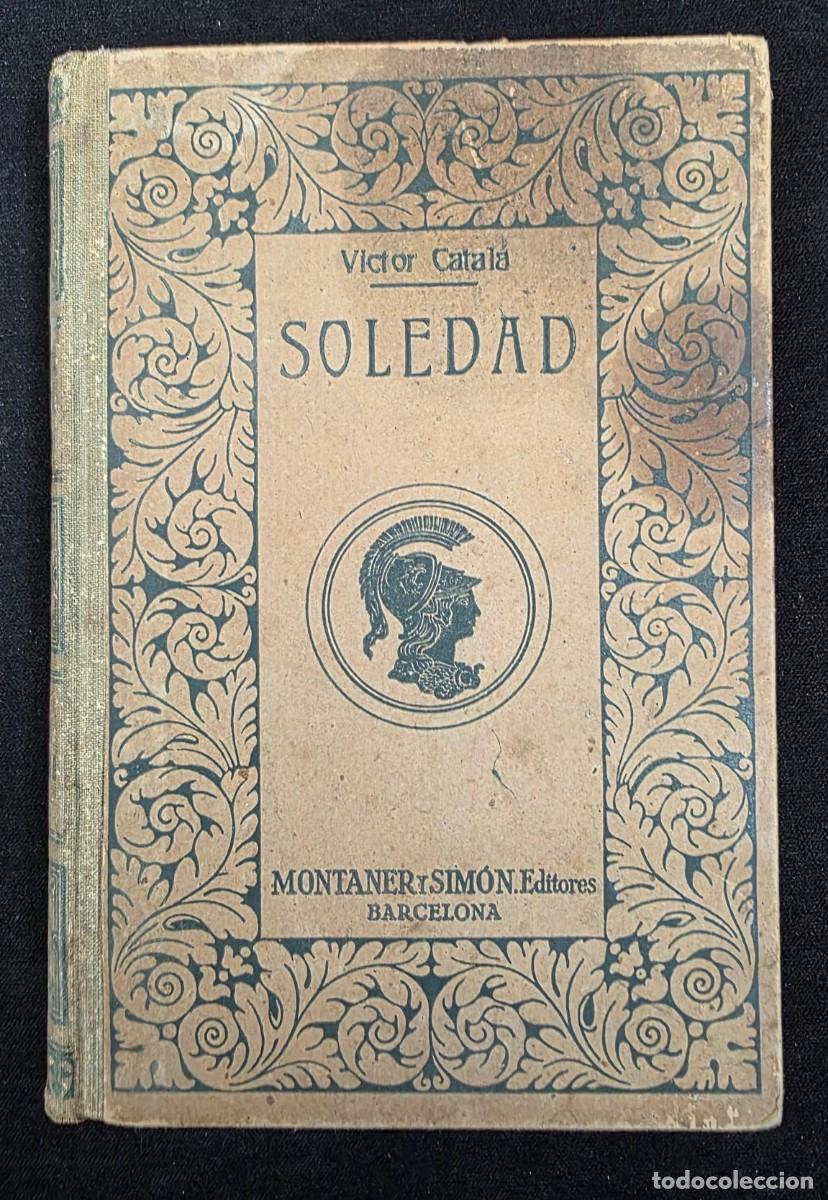 Victor Catalá
SOLEDAD
MONTANER Y SIMÓN. Editores
BARCELONA
todocoleccion